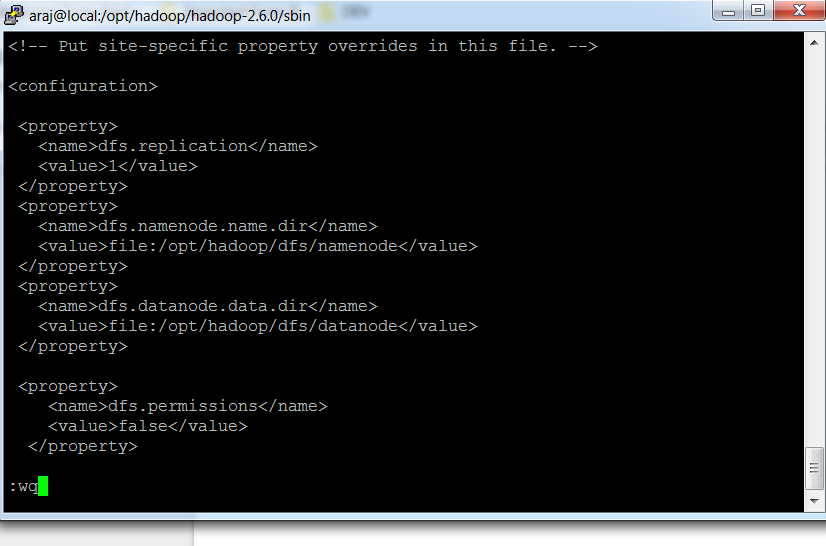 araj@local:/opt/hadoop/hadoop-2.6.0/sbin
<!-- Put site-specific property overrides in this file. -->
<configuration>
<property>
<name>dfs.replication</name>
<value>1</value>
</property>
<property>
<name>dfs.namenode.name.dir</name>
<value>file:/opt/hadoop/dfs/namenode</value>
</property>
<property>
<name>dfs.datanode.data.dir</name>
<value>file:/opt/hadoop/dfs/datanode</value>
</property>
<property>
<name>dfs.permissions</name>
<value>false</value>
</property>
:wq